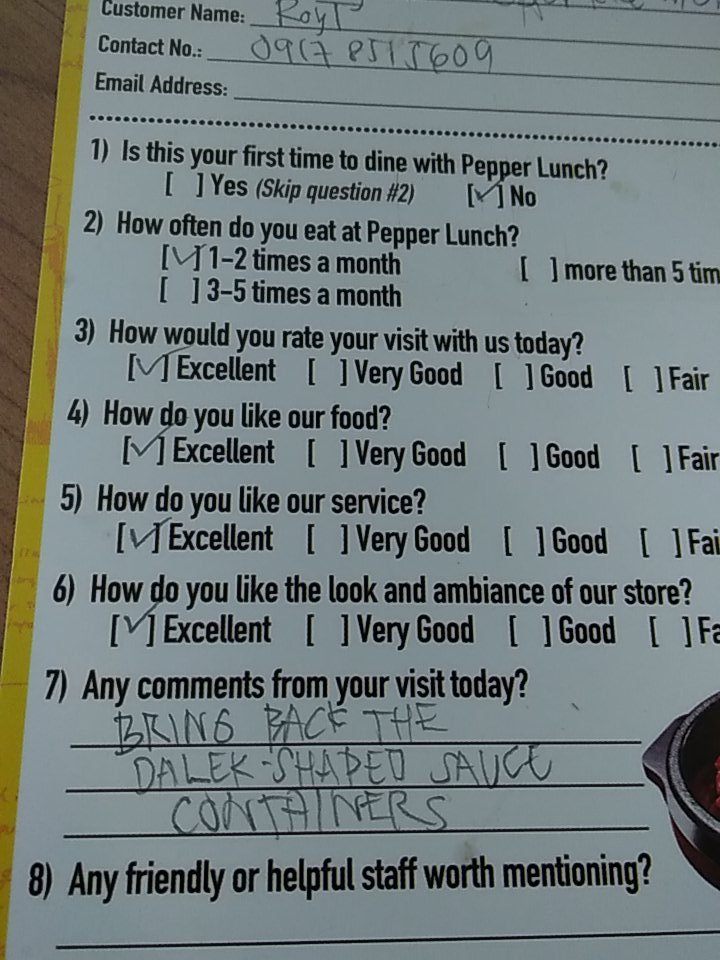 Customer Name: RoyT
Contact No.: 0917 8515609
Email Address:
1) Is this your first time to dine with Pepper Lunch?
[ ] Yes (Skip question #2) [✓] No
2) How often do you eat at Pepper Lunch?
[✓] 1-2 times a month [ ] more than 5 tim
[ ] 3-5 times a month
3) How would you rate your visit with us today?
[✓] Excellent [ ] Very Good [ ] Good [ ] Fair
4) How do you like our food?
[✓] Excellent [ ] Very Good [ ] Good [ ] Fair
5) How do you like our service?
[✓] Excellent [ ] Very Good [ ] Good [ ] Fai
6) How do you like the look and ambiance of our store?
[✓] Excellent [ ] Very Good [ ] Good [ ] Fa
7) Any comments from your visit today?
BRING BACK THE
DALEK-SHAPED SAUCE
CONTAINERS
8) Any friendly or helpful staff worth mentioning?